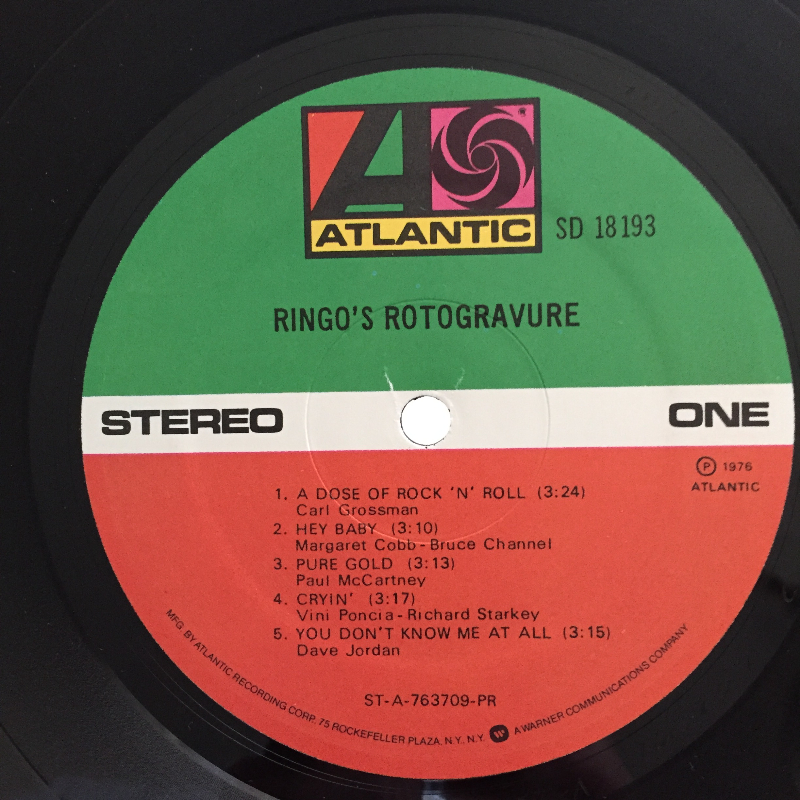 ATLANTIC
SD 18193
RINGO'S ROTOGRAVURE
STEREO
ONE
Ⓟ 1976
ATLANTIC
1. A DOSE OF ROCK 'N' ROLL (3:24)
Carl Grossman
2. HEY BABY (3:10)
Margaret Cobb-Bruce Channel
3. PURE GOLD (3:13)
Paul McCartney
4. CRYIN' (3:17)
Vini Poncia-Richard Starkey
5. YOU DON'T KNOW ME AT ALL (3:15)
Dave Jordan
ST-A-763709-PR
MFG. BY ATLANTIC RECORDING CORP. 75 ROCKEFELLER PLAZA, N.Y. N.Y. A WARNER COMMUNICATIONS COMPANY